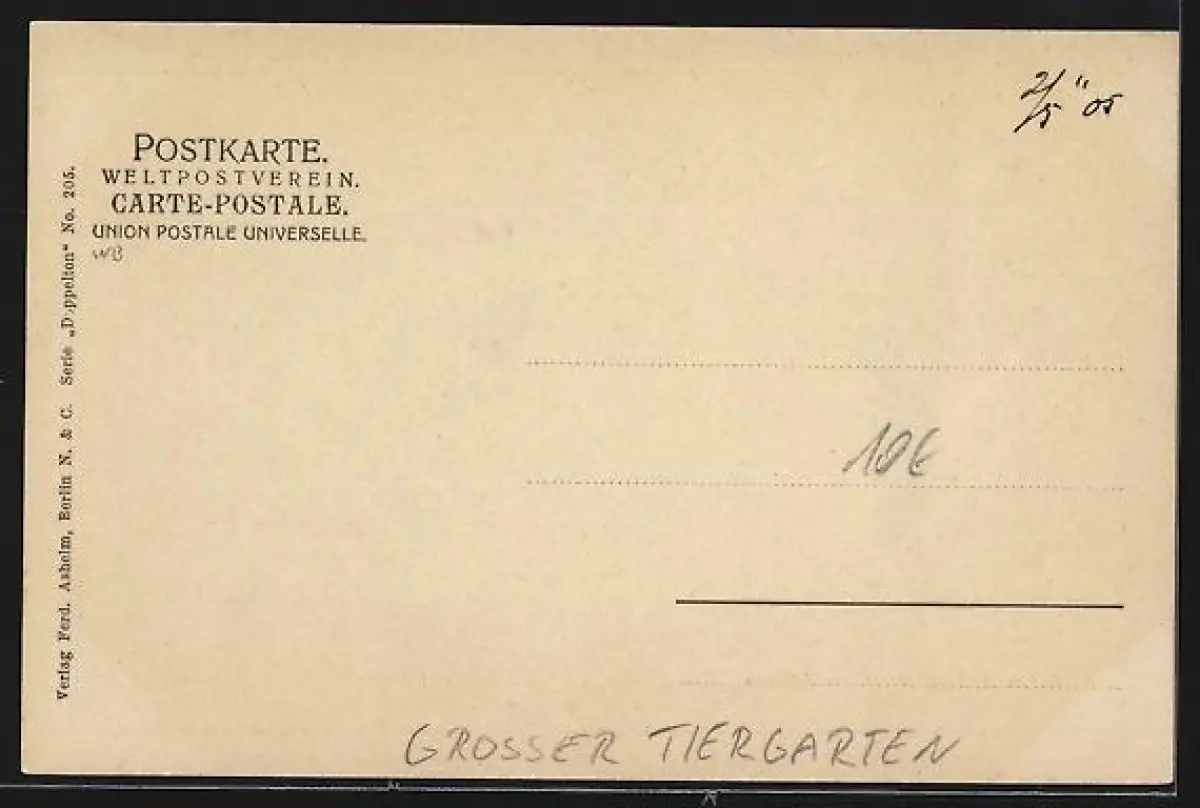 2/5 " 05
POSTKARTE.
WELTPOSTVEREIN.
CARTE-POSTALE.
UNION POSTALE UNIVERSELLE.
WB
Verlag Ferd. Ashelm, Berlin N. & C. Serie „Doppelton“ No. 205.
10€
GROSSER TIERGARTEN